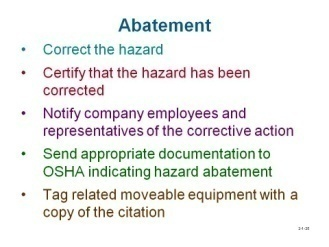 Abatement
• Correct the hazard
• Certify that the hazard has been
corrected
• Notify company employees and
representatives of the corrective action
• Send appropriate documentation to
OSHA indicating hazard abatement
• Tag related moveable equipment with a
copy of the citation